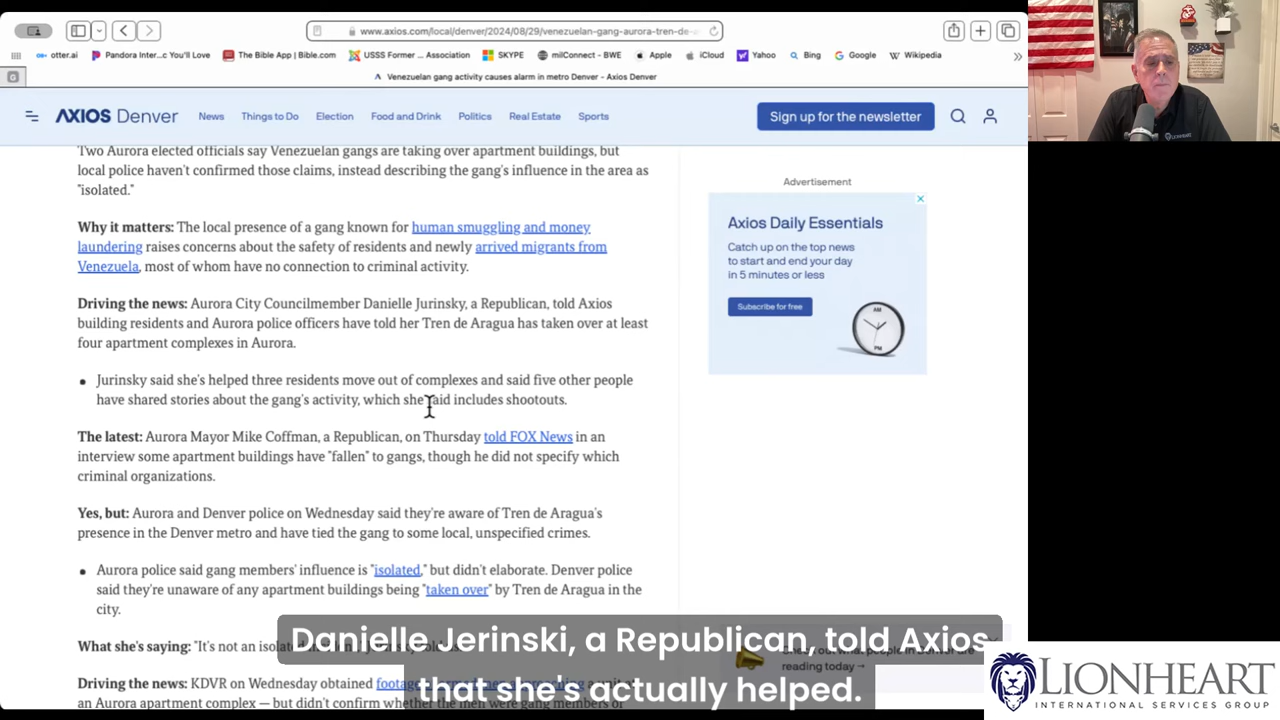 www.axios.com/local/denver/2024/08/29/venezuelan-gang-aurora-tren-de-
otter.ai
Pandora Inter...c You'll Love
The Bible App | Bible.com
USSS Former ... Association
SKYPE
milConnect - BWE
Apple
iCloud
Yahoo
Bing
Google
Wikipedia
Venezuelan gang activity causes alarm in metro Denver - Axios Denver
AXIOS Denver
News
Things to Do
Election
Food and Drink
Politics
Real Estate
Sports
Sign up for the newsletter
Two Aurora elected officials say Venezuelan gangs are taking over apartment buildings, but
local police haven't confirmed those claims, instead describing the gang's influence in the area as
"isolated."
Why it matters: The local presence of a gang known for human smuggling and money
laundering raises concerns about the safety of residents and newly arrived migrants from
Venezuela, most of whom have no connection to criminal activity.
Driving the news: Aurora City Councilmember Danielle Jurinsky, a Republican, told Axios
building residents and Aurora police officers have told her Tren de Aragua has taken over at least
four apartment complexes in Aurora.
Jurinsky said she's helped three residents move out of complexes and said five other people
have shared stories about the gang's activity, which she said includes shootouts.
The latest: Aurora Mayor Mike Coffman, a Republican, on Thursday told FOX News in an
interview some apartment buildings have "fallen" to gangs, though he did not specify which
criminal organizations.
Yes, but: Aurora and Denver police on Wednesday said they're aware of Tren de Aragua's
presence in the Denver metro and have tied the gang to some local, unspecified crimes.
Aurora police said gang members' influence is "isolated," but didn't elaborate. Denver police
said they're unaware of any apartment buildings being "taken over" by Tren de Aragua in the
city.
What she's saying: "It's not an
Driving the news: KDVR on Wednesday obtained
an Aurora apartment complex — but didn't confirm whether the men were gang members or
Advertisement
Axios Daily Essentials
Catch up on the top news
to start and end your day
in 5 minutes or less
Subscribe for free
AM
PM
reading today →
Danielle Jerinski, a Republican, told Axios
that she's actually helped.
LIONHEART
INTERNATIONAL SERVICES GROUP